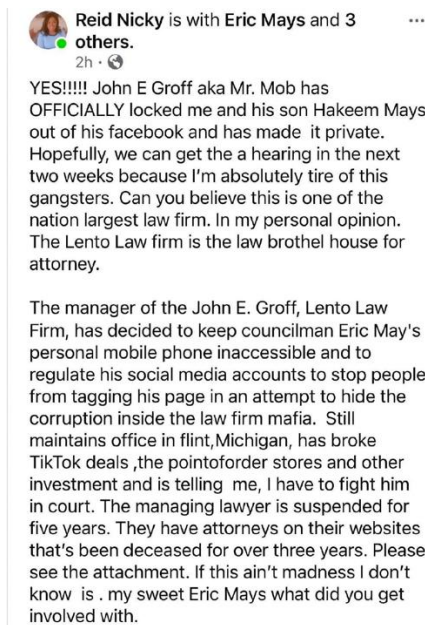 Reid Nicky is with Eric Mays and 3
others.
2h ·
YES!!!!! John E Groff aka Mr. Mob has
OFFICIALLY locked me and his son Hakeem Mays
out of his facebook and has made it private.
Hopefully, we can get the a hearing in the next
two weeks because I'm absolutely tire of this
gangsters. Can you believe this is one of the
nation largest law firm. In my personal opinion.
The Lento Law firm is the law brothel house for
attorney.
The manager of the John E. Groff, Lento Law
Firm, has decided to keep councilman Eric May's
personal mobile phone inaccessible and to
regulate his social media accounts to stop people
from tagging his page in an attempt to hide the
corruption inside the law firm mafia. Still
maintains office in flint,Michigan, has broke
TikTok deals ,the pointoforder stores and other
investment and is telling me, I have to fight him
in court. The managing lawyer is suspended for
five years. They have attorneys on their websites
that's been deceased for over three years. Please
see the attachment. If this ain't madness I don't
know is . my sweet Eric Mays what did you get
involved with.